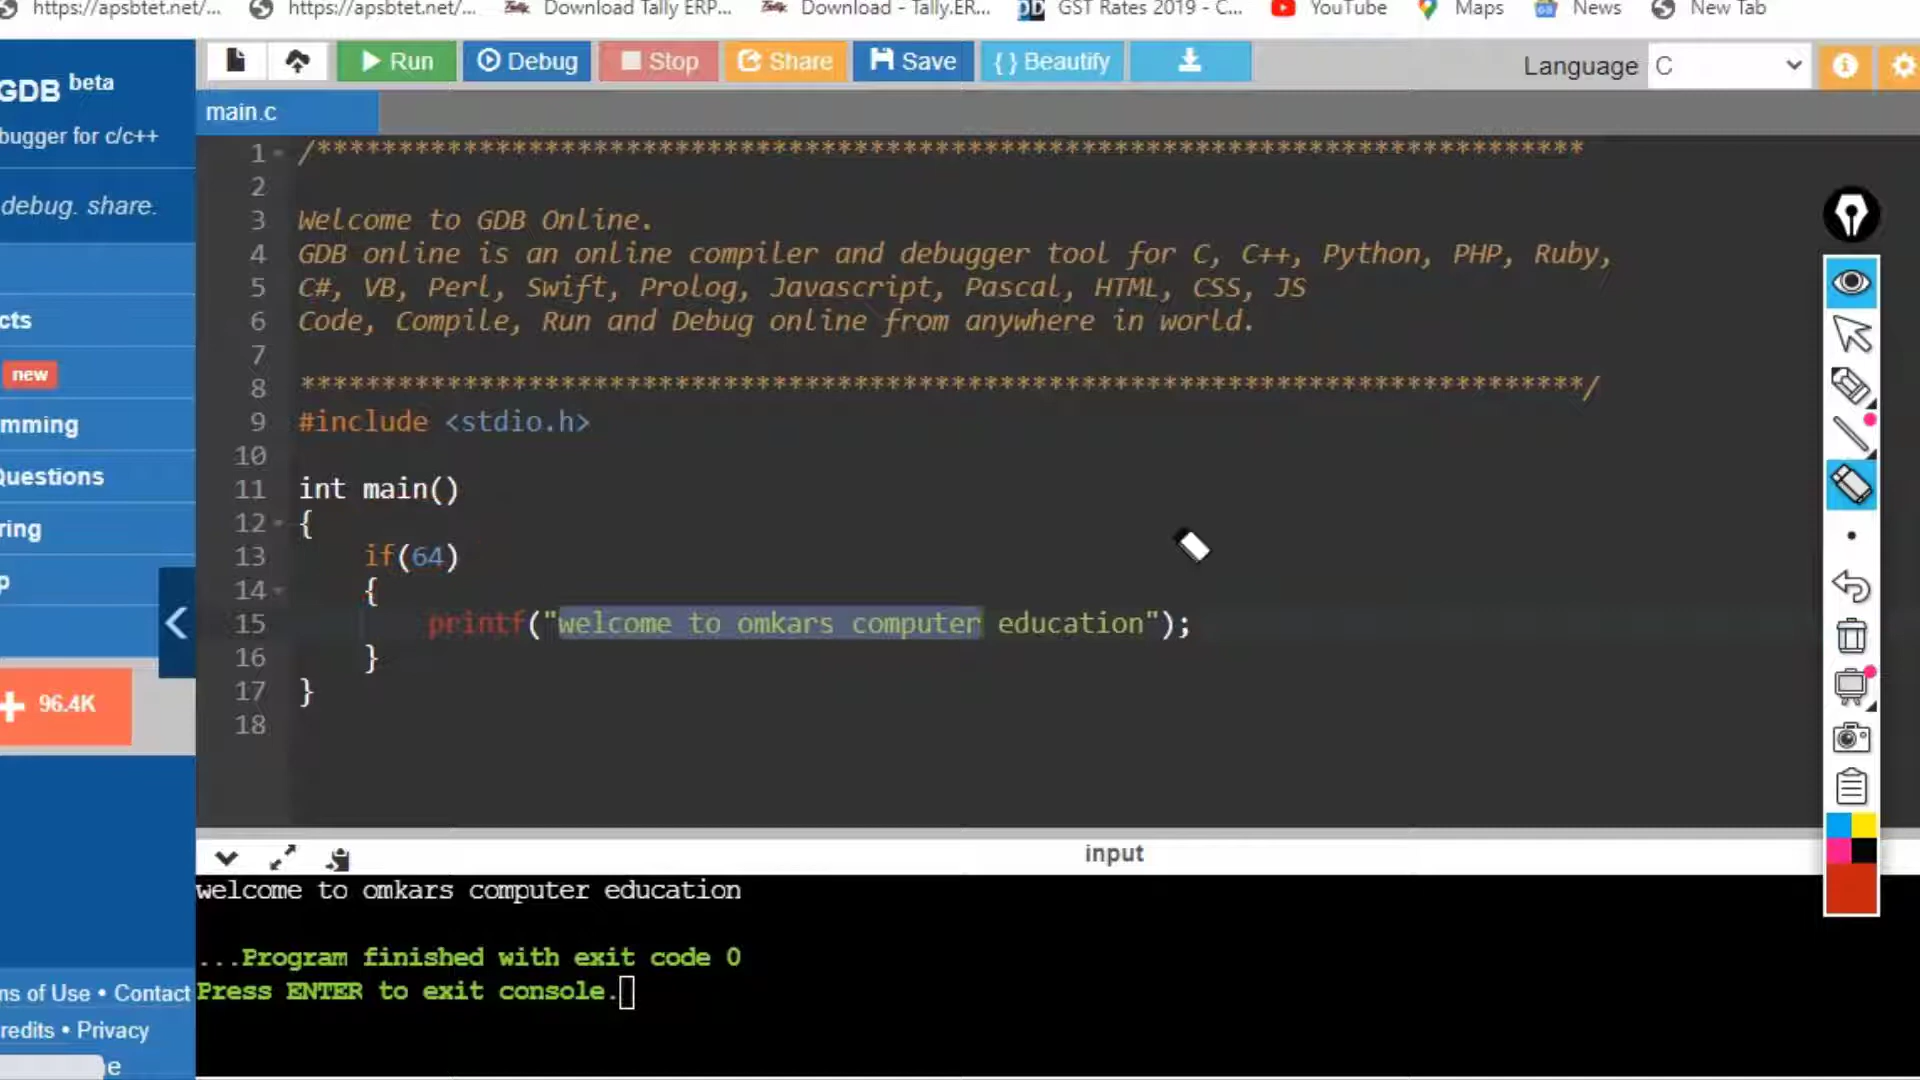 https://apsbtet.net/... https://apsbtet.net/... Download Tally ERP... Download - Tally.ER... GST Rates 2019 - C... YouTube Maps News New Tab
GDB beta
bugger for c/c++
debug. share.
cts
new
mming
Questions
ring
p
96.4K
ms of Use • Contact
redits • Privacy
e
Run Debug Stop Share Save { } Beautify Language C
main.c
1 /******************************************************************************
2
3 Welcome to GDB Online.
4 GDB online is an online compiler and debugger tool for C, C++, Python, PHP, Ruby,
5 C#, VB, Perl, Swift, Prolog, Javascript, Pascal, HTML, CSS, JS
6 Code, Compile, Run and Debug online from anywhere in world.
7
8 *******************************************************************************/
9 #include <stdio.h>
10
11 int main()
12 {
13 if(64)
14 {
15 printf("welcome to omkars computer education");
16 }
17 }
18
input
welcome to omkars computer education
...Program finished with exit code 0
Press ENTER to exit console.